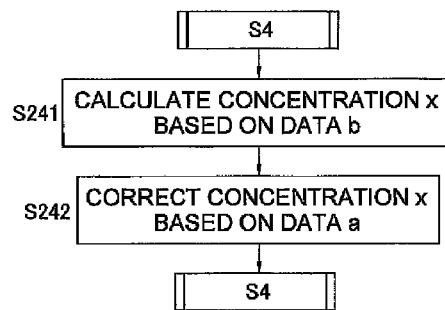 S4
S241
CALCULATE CONCENTRATION x
BASED ON DATA b
S242
CORRECT CONCENTRATION x
BASED ON DATA a
S4